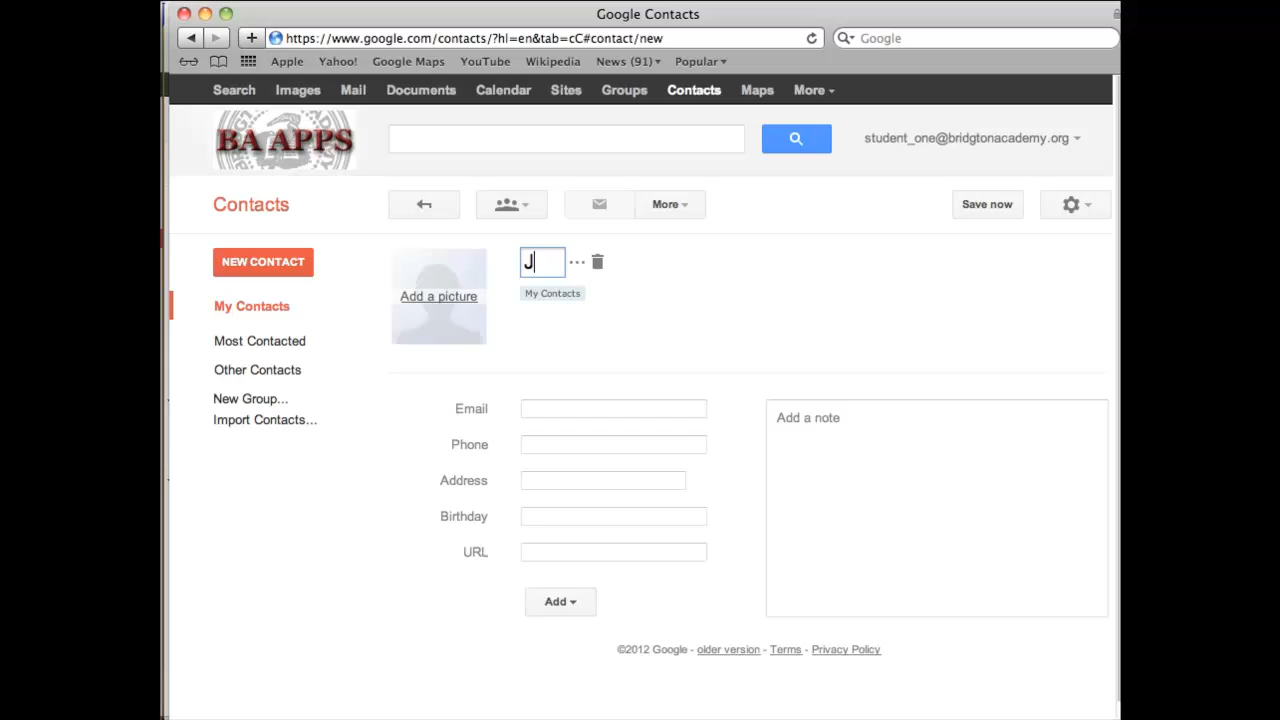 Google Contacts
https://www.google.com/contacts/?hl=en&tab=cC#contact/new
Google
Apple Yahoo! Google Maps YouTube Wikipedia News (91) Popular
Search Images Mail Documents Calendar Sites Groups Contacts Maps More
BA APPS
student_one@bridgtonacademy.org
Contacts
More
Save now
NEW CONTACT
J
Add a picture
My Contacts
My Contacts
Most Contacted
Other Contacts
New Group...
Import Contacts...
Email
Phone
Address
Birthday
URL
Add
Add a note
©2012 Google - older version - Terms - Privacy Policy